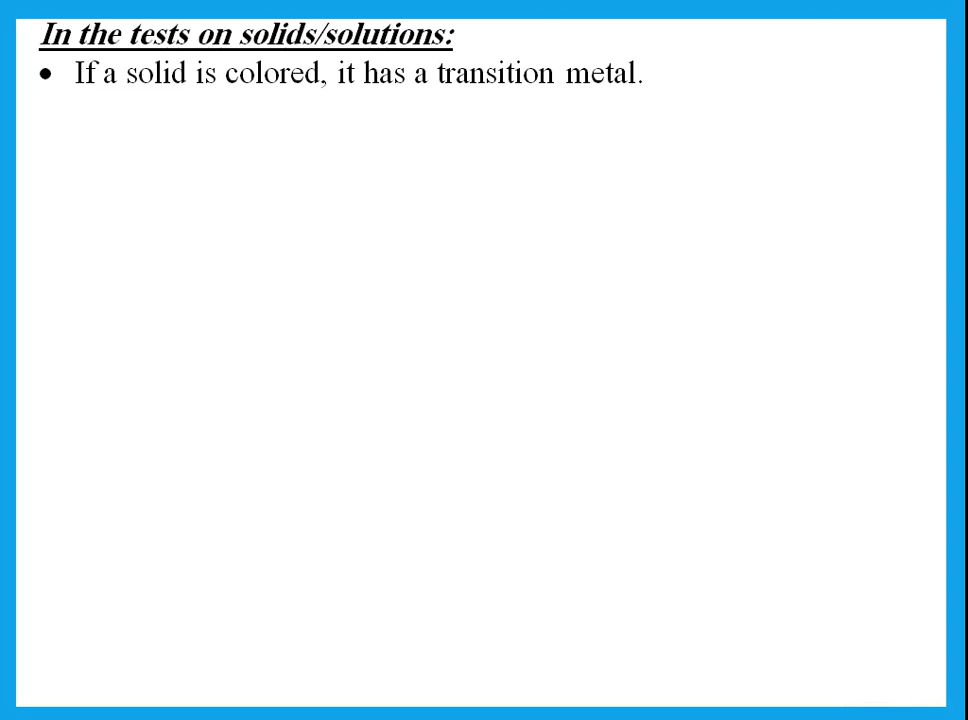 In the tests on solids/solutions:
• If a solid is colored, it has a transition metal.